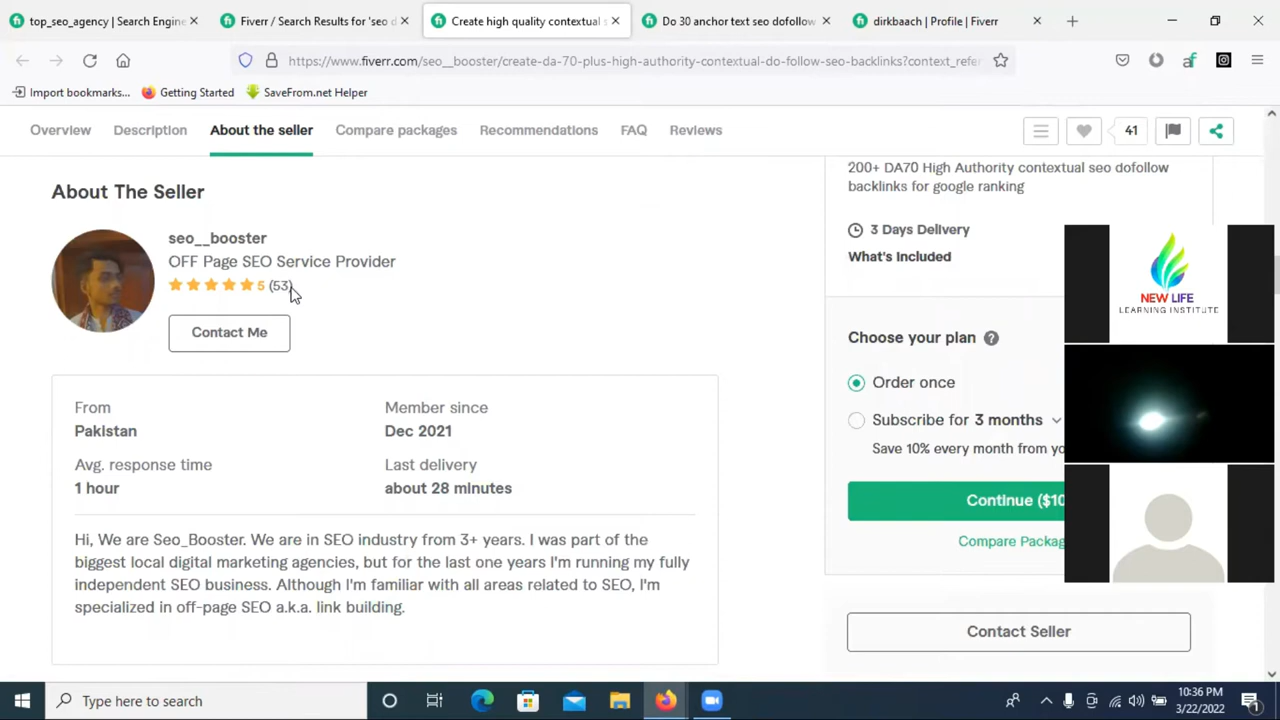 top_seo_agency | Search Engine
Fiverr / Search Results for 'seo d
Create high quality contextual s
Do 30 anchor text seo dofollow
dirkbaach | Profile | Fiverr
https://www.fiverr.com/seo__booster/create-da-70-plus-high-authority-contextual-do-follow-seo-backlinks?context_refe
Import bookmarks...
Getting Started
SaveFrom.net Helper
Overview
Description
About the seller
Compare packages
Recommendations
FAQ
Reviews
41
About The Seller
seo__booster
OFF Page SEO Service Provider
5 (53)
Contact Me
From
Pakistan
Member since
Dec 2021
Avg. response time
1 hour
Last delivery
about 28 minutes
Hi, We are Seo_Booster. We are in SEO industry from 3+ years. I was part of the
biggest local digital marketing agencies, but for the last one years I'm running my fully
independent SEO business. Although I'm familiar with all areas related to SEO, I'm
specialized in off-page SEO a.k.a. link building.
200+ DA70 High Authority contextual seo dofollow
backlinks for google ranking
3 Days Delivery
What's Included
Choose your plan ?
Order once
Subscribe for 3 months
Save 10% every month from yo
Continue ($10
Compare Packag
Contact Seller
NEW LIFE
LEARNING INSTITUTE
Type here to search
10:36 PM
3/22/2022
1